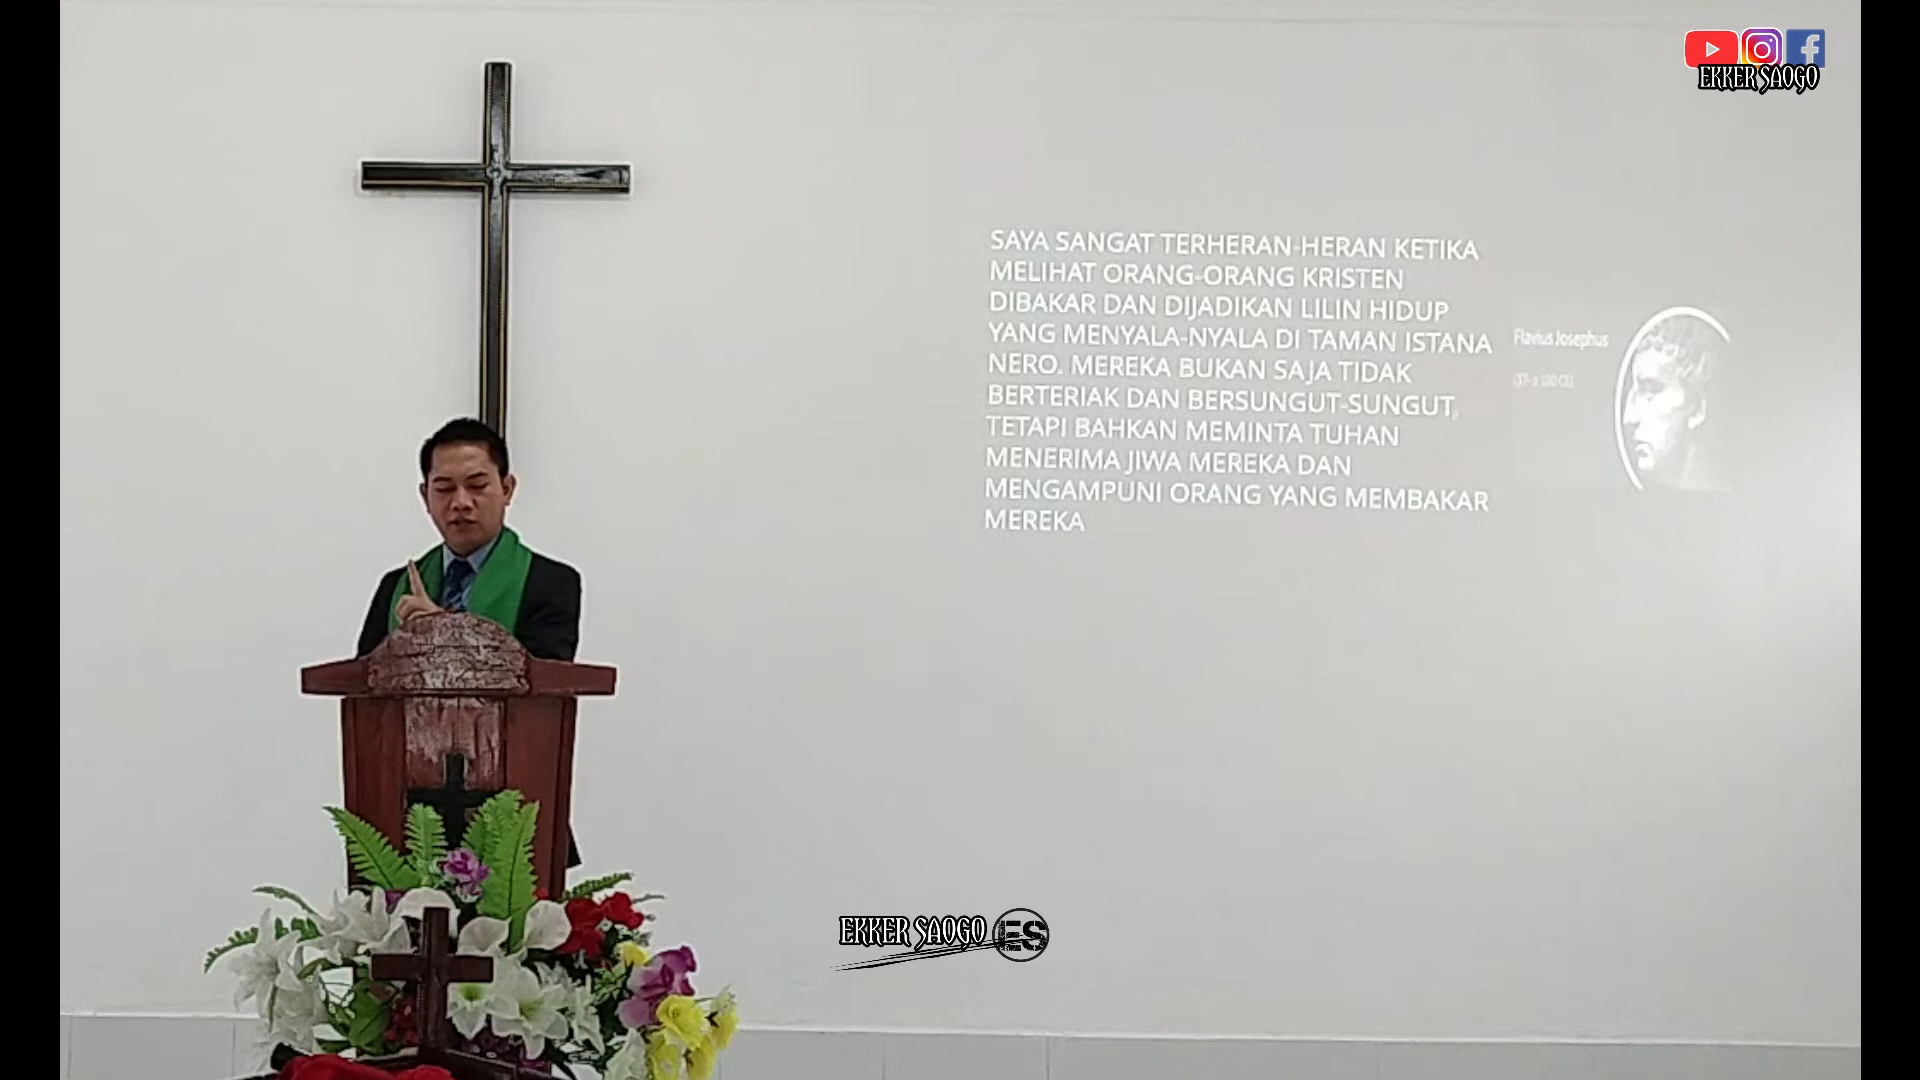 EKKER SAOGO
SAYA SANGAT TERHERAN-HERAN KETIKA
MELIHAT ORANG-ORANG KRISTEN
DIBAKAR DAN DIJADIKAN LILIN HIDUP
YANG MENYALA-NYALA DI TAMAN ISTANA
NERO. MEREKA BUKAN SAJA TIDAK
BERTERIAK DAN BERSUNGUT-SUNGUT,
TETAPI BAHKAN MEMINTA TUHAN
MENERIMA JIWA MEREKA DAN
MENGAMPUNI ORANG YANG MEMBAKAR
MEREKA
Flavius Josephus
EKKER SAOGO ES